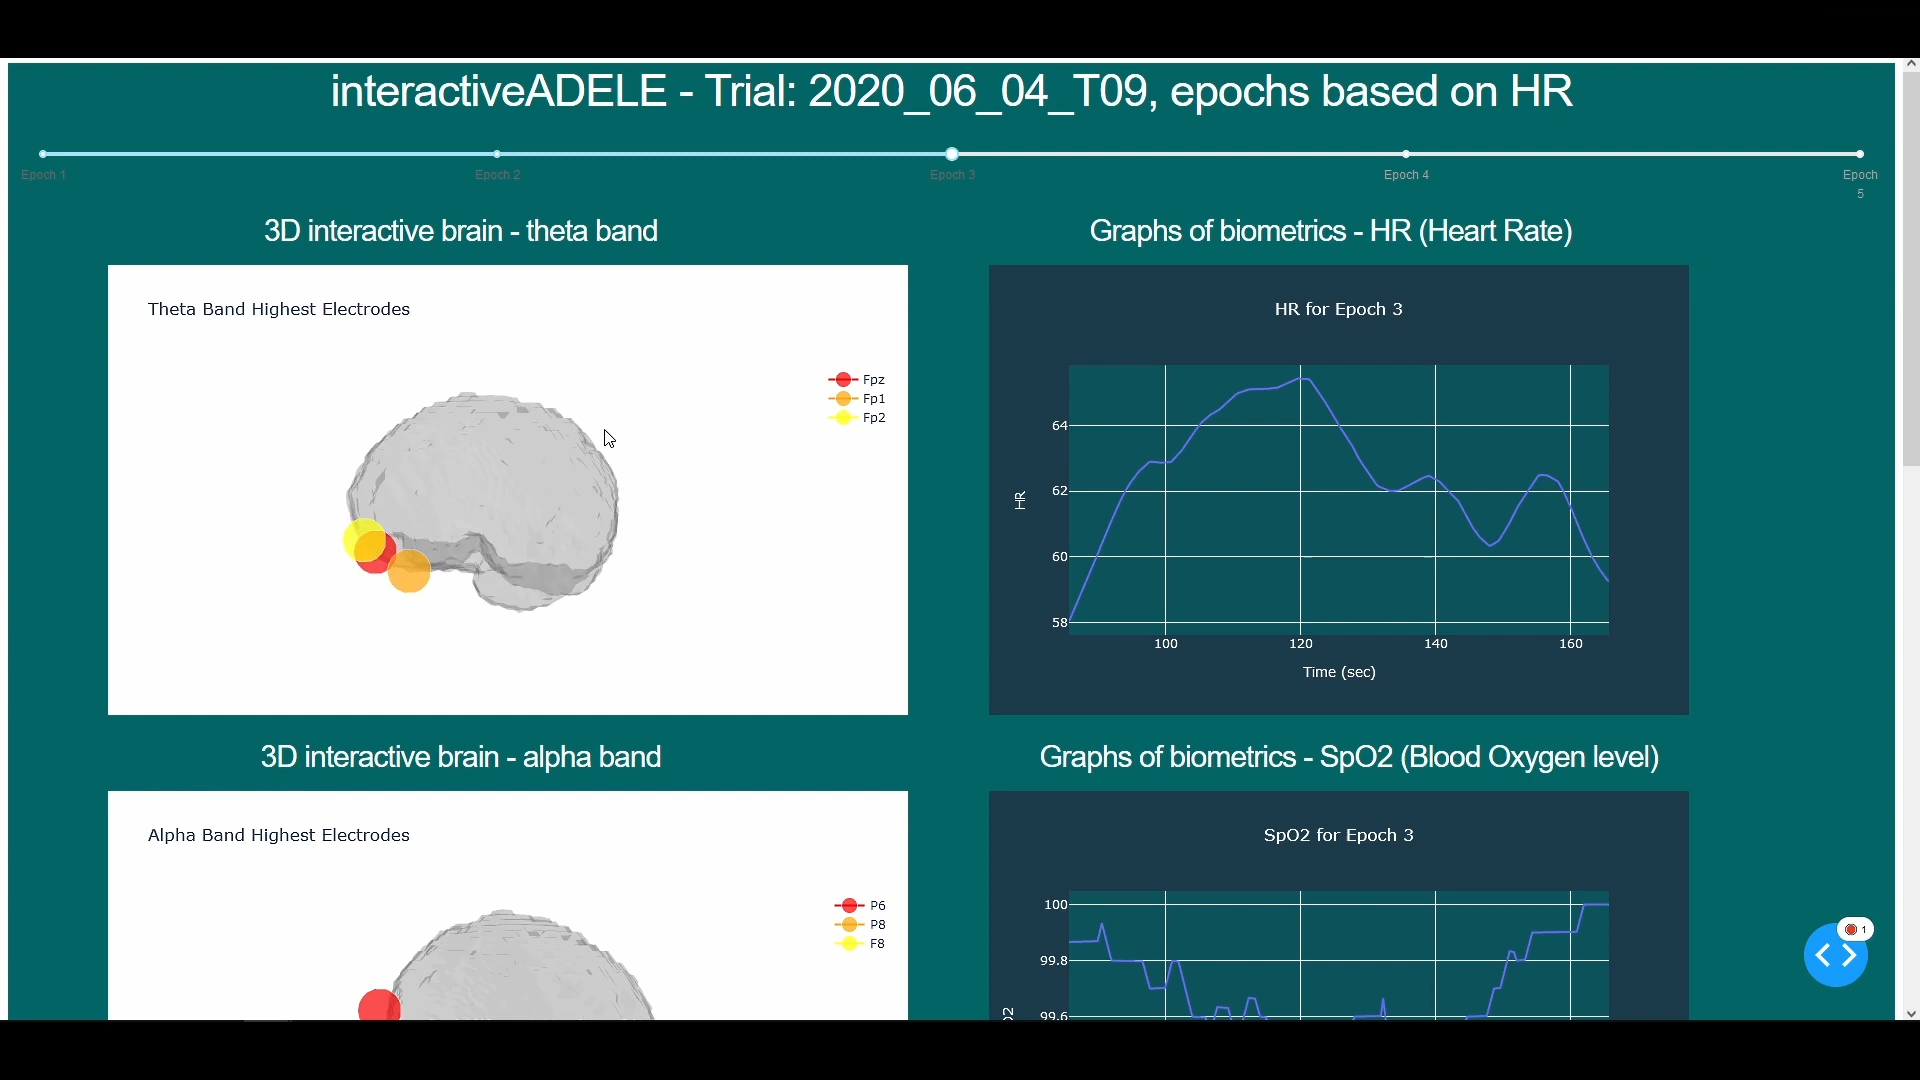 interactiveADELE - Trial: 2020_06_04_T09, epochs based on HR
Epoch 1
Epoch 2
Epoch 3
Epoch 4
Epoch
5
3D interactive brain - theta band
Graphs of biometrics - HR (Heart Rate)
Theta Band Highest Electrodes
Fpz
Fp1
Fp2
HR for Epoch 3
64
62
60
58
HR
100
120
140
160
Time (sec)
3D interactive brain - alpha band
Graphs of biometrics - SpO2 (Blood Oxygen level)
Alpha Band Highest Electrodes
P6
P8
F8
SpO2 for Epoch 3
100
99.8
99.6
O2
1